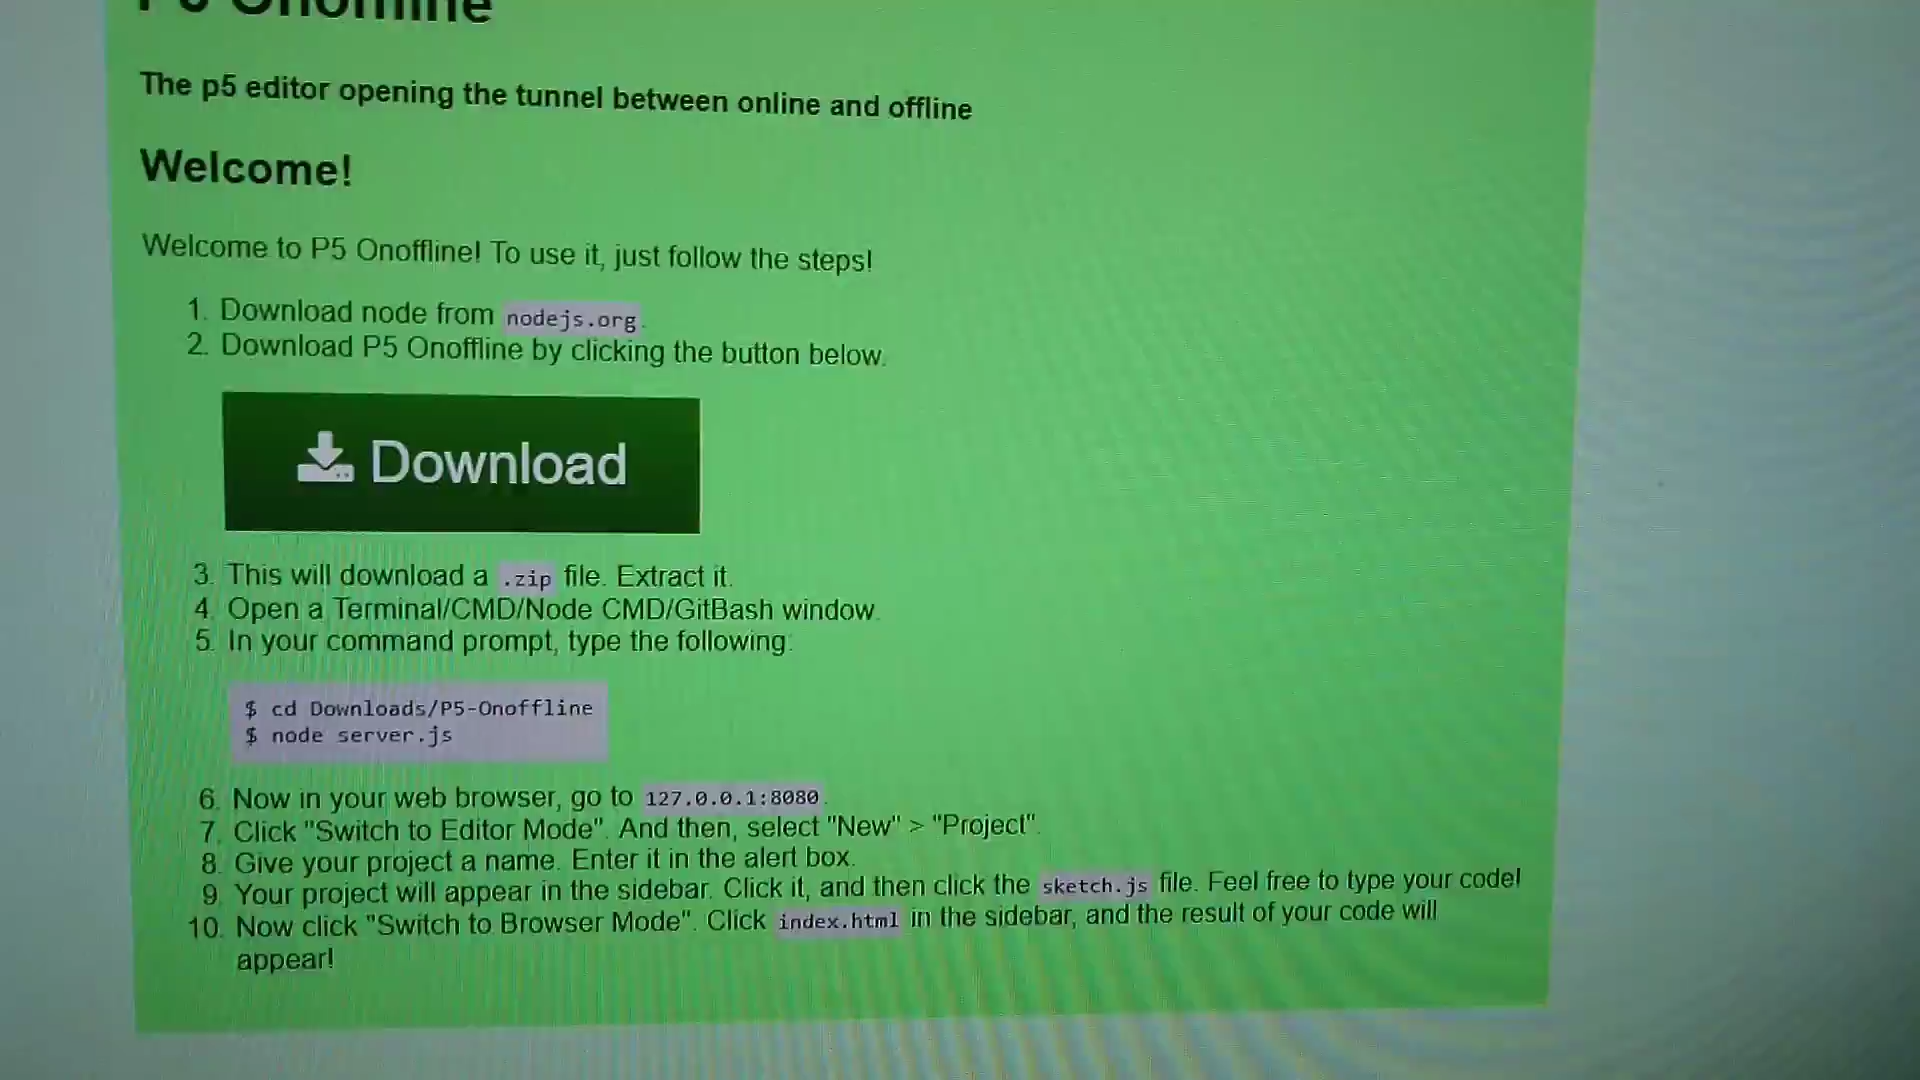 P5 Onoffline
The p5 editor opening the tunnel between online and offline
Welcome!
Welcome to P5 Onoffline! To use it, just follow the steps!
1. Download node from nodejs.org.
2. Download P5 Onoffline by clicking the button below.
Download
3. This will download a .zip file. Extract it.
4. Open a Terminal/CMD/Node CMD/GitBash window.
5. In your command prompt, type the following:
$ cd Downloads/P5-Onoffline
$ node server.js
6. Now in your web browser, go to 127.0.0.1:8080.
7. Click "Switch to Editor Mode". And then, select "New" > "Project".
8. Give your project a name. Enter it in the alert box.
9. Your project will appear in the sidebar. Click it, and then click the sketch.js file. Feel free to type your code!
10. Now click "Switch to Browser Mode". Click index.html in the sidebar, and the result of your code will
appear!